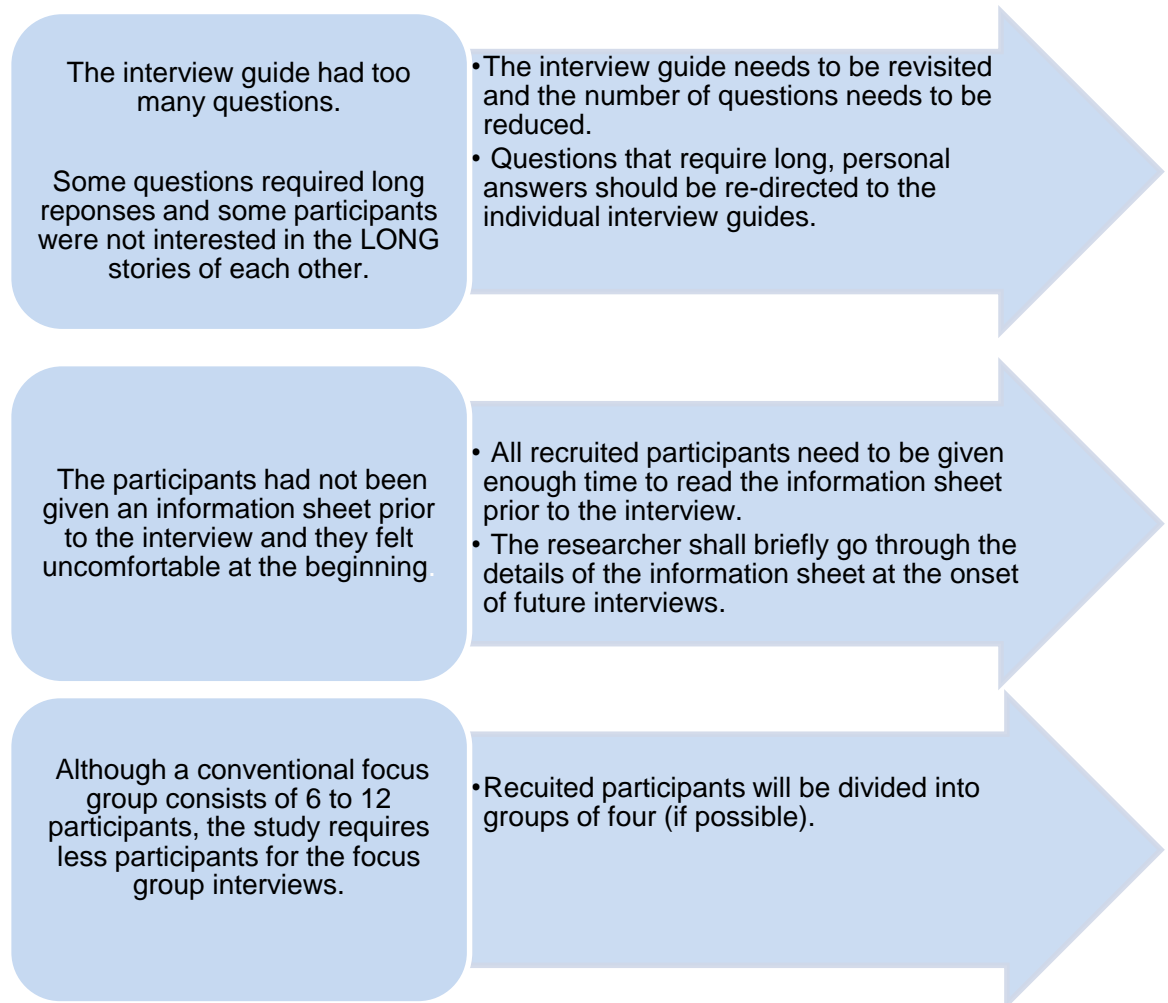 The interview guide had too
many questions.
Some questions required long
reponses and some participants
were not interested in the LONG
stories of each other.
•The interview guide needs to be revisited
and the number of questions needs to be
reduced.
• Questions that require long, personal
answers should be re-directed to the
individual interview guides.
The participants had not been
given an information sheet prior
to the interview and they felt
uncomfortable at the beginning.
• All recruited participants need to be given
enough time to read the information sheet
prior to the interview.
• The researcher shall briefly go through the
details of the information sheet at the onset
of future interviews.
Although a conventional focus
group consists of 6 to 12
participants, the study requires
less participants for the focus
group interviews.
•Recuited participants will be divided into
groups of four (if possible).